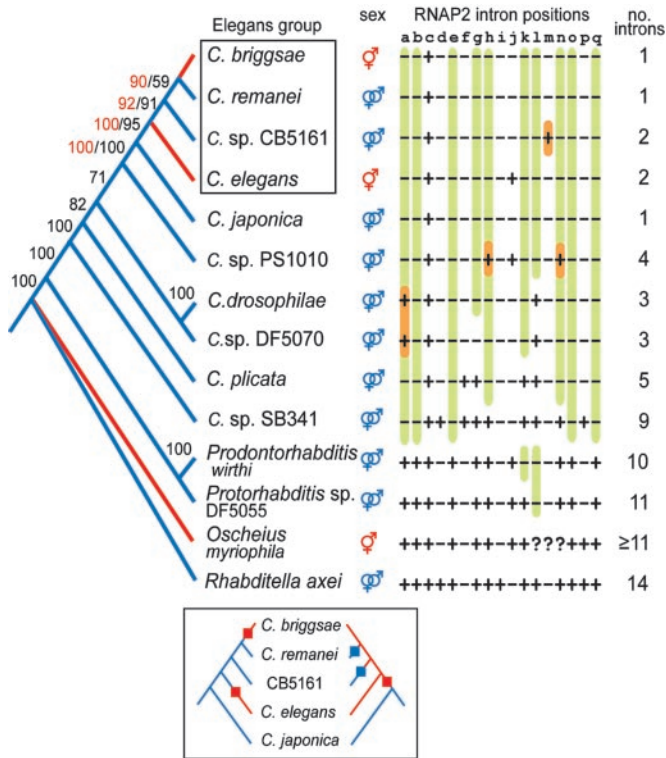 Elegans group
sex
RNAP2 intron positions
no. introns
a b c d e f g h i j k l m n o p q
C. briggsae ⚥ --+-------------- 1
90/59
C. remanei --+-------------- 1
92/91
C. sp. CB5161 --+---------+---- 2
100/95
C. elegans ⚥ --+------+------- 2
100/100
C. japonica --+-------------- 1
71
C. sp. PS1010 --+----+-+---+--- 4
82
C.drosophilae +-+--------+----- 3
100
100
C.sp. DF5070 +-+--------+----- 3
100
C. plicata --+--++---++----- 5
100
C. sp. SB341 --++-+++--+++--+- 9
Prodontorhabditis
wirthi 10
100
Protorhabditis sp.
DF5055 11
Oscheius
myriophila ⚥ ≥11
Rhabditella axei 14
C. briggsae
C. remanei
CB5161
C. elegans
C. japonica